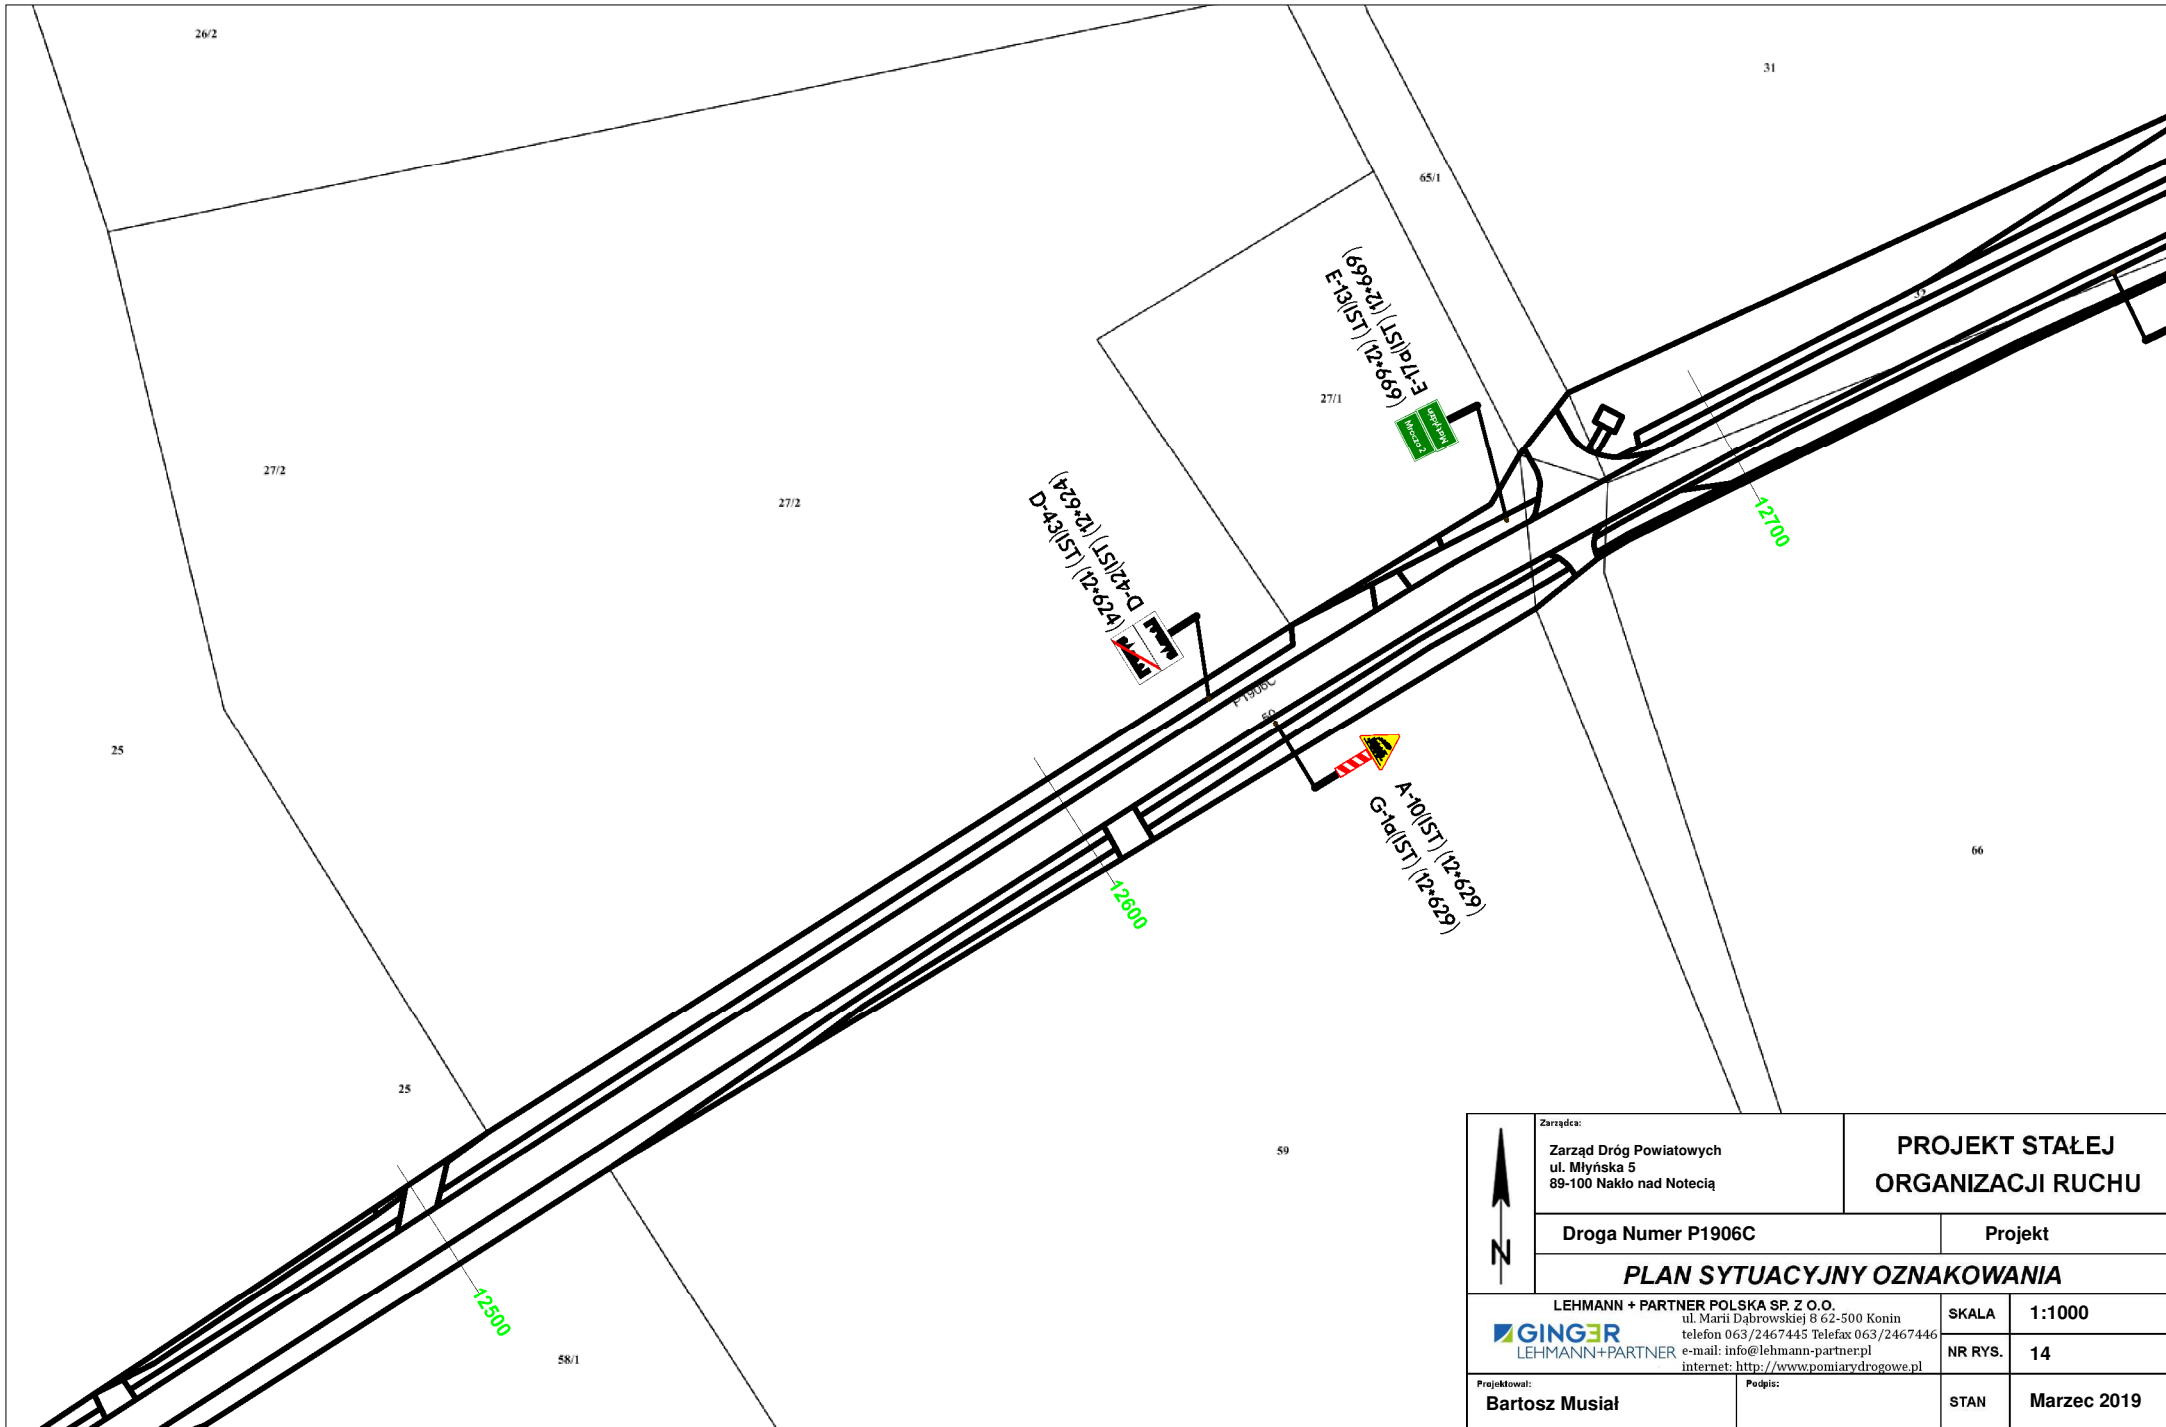 26/2
31
65/1
E-17a(IST) (12+669)
E-13(IST) (12+669)
32
27/1
Matyldzin
Mrocza 2
27/2
27/2
D-42(IST) (12+624)
D-43(IST) (12+624)
12700
P1906C
59
25
A-10(IST) (12+629)
G-1a(IST) (12+629)
66
12600
25
59
12500
58/1
Zarządca:
Zarząd Dróg Powiatowych
ul. Młyńska 5
89-100 Nakło nad Notecią
PROJEKT STAŁEJ
ORGANIZACJI RUCHU
N
Droga Numer P1906C
Projekt
PLAN SYTUACYJNY OZNAKOWANIA
LEHMANN + PARTNER POLSKA SP. Z O.O.
ul. Marii Dąbrowskiej 8 62-500 Konin
telefon 063/2467445 Telefax 063/2467446
e-mail: info@lehmann-partner.pl
internet: http://www.pomiarydrogowe.pl
GINGER
LEHMANN+PARTNER
SKALA 1:1000
NR RYS. 14
Projektował:
Bartosz Musiał
Podpis:
STAN Marzec 2019